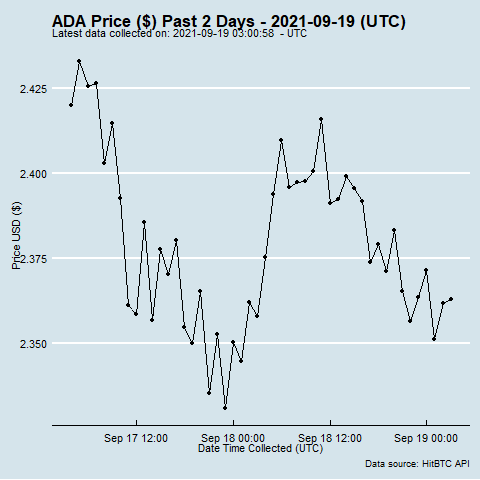 ADA Price ($) Past 2 Days - 2021-09-19 (UTC)
Latest data collected on: 2021-09-19 03:00:58  - UTC
2.425
2.400
2.375
2.350
Price USD ($)
Sep 17 12:00
Sep 18 00:00
Sep 18 12:00
Sep 19 00:00
Date Time Collected (UTC)
Data source: HitBTC API